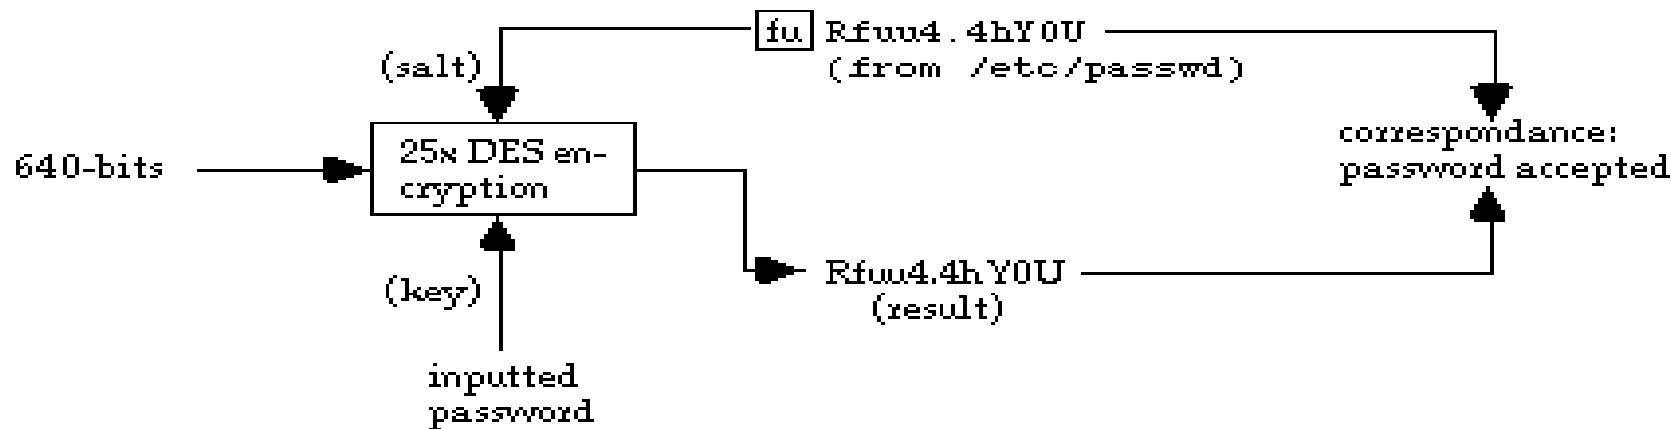 fu Rfuu4.4hY0U
(from /etc/passwd)
(salt)
640-bits
25x DES en-
cryption
correspondance:
password accepted
(key)
Rfuu4.4hY0U
(result)
inputted
password